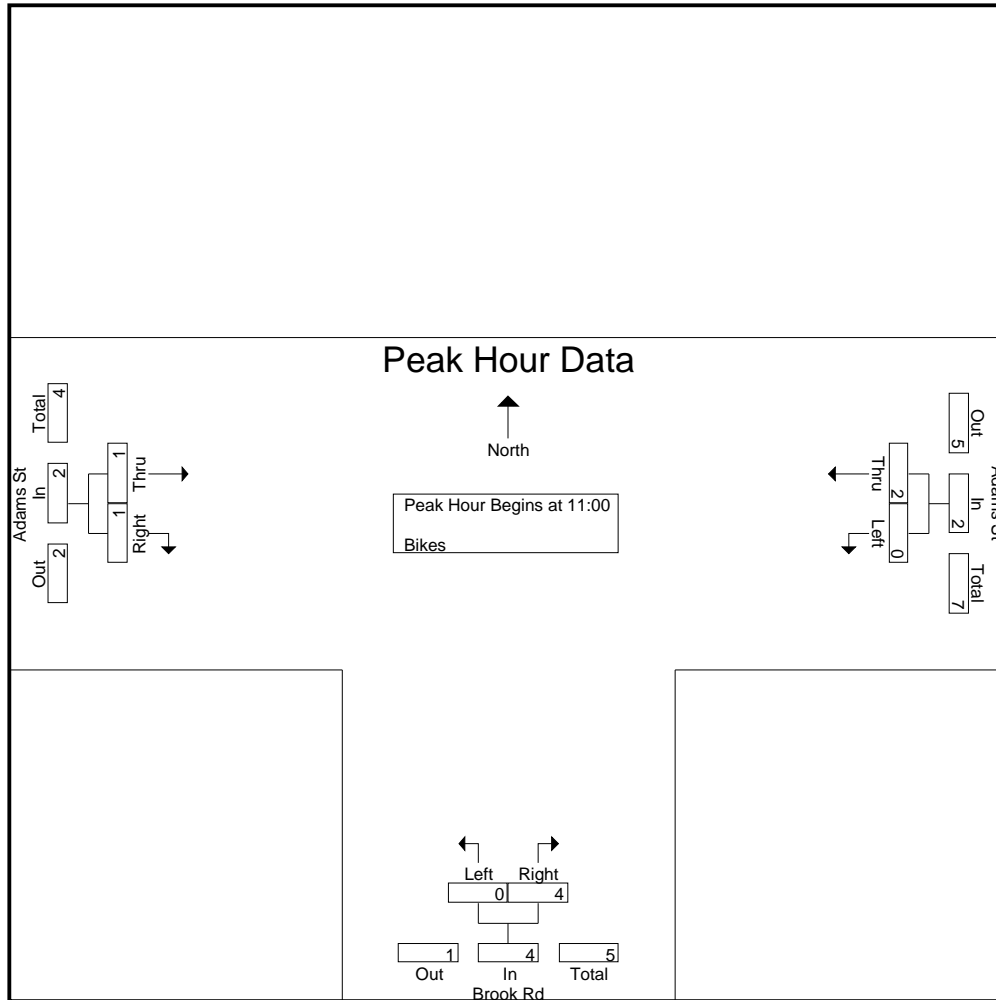 Peak Hour Data
North
Peak Hour Begins at 11:00
Bikes
Adams St
Total
4
In
2
Out
2
Thru
1
Right
1
Adams St
Out
5
In
2
Total
7
Thru
2
Left
0
Left Right
0 4
1 4 5
Out In Total
Brook Rd